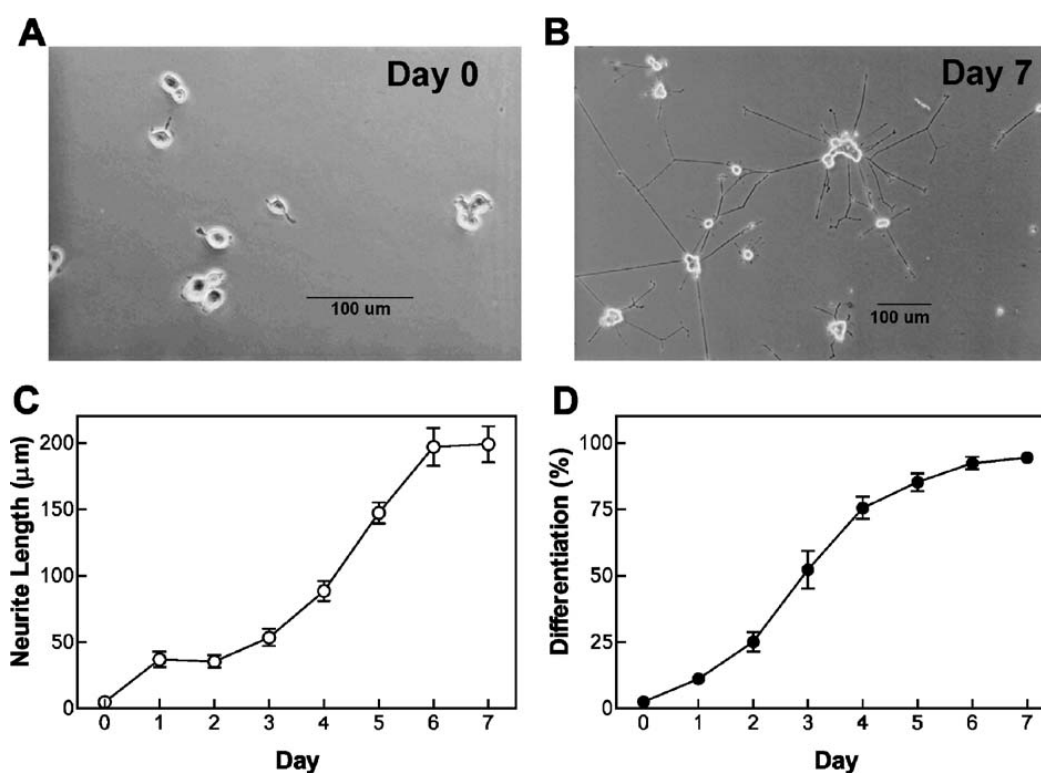 A
Day 0
100 um
B
Day 7
100 um
C
Neurite Length (μm)
200
150
100
50
0
0 1 2 3 4 5 6 7
Day
D
Differentiation (%)
100
75
50
25
0
0 1 2 3 4 5 6 7
Day